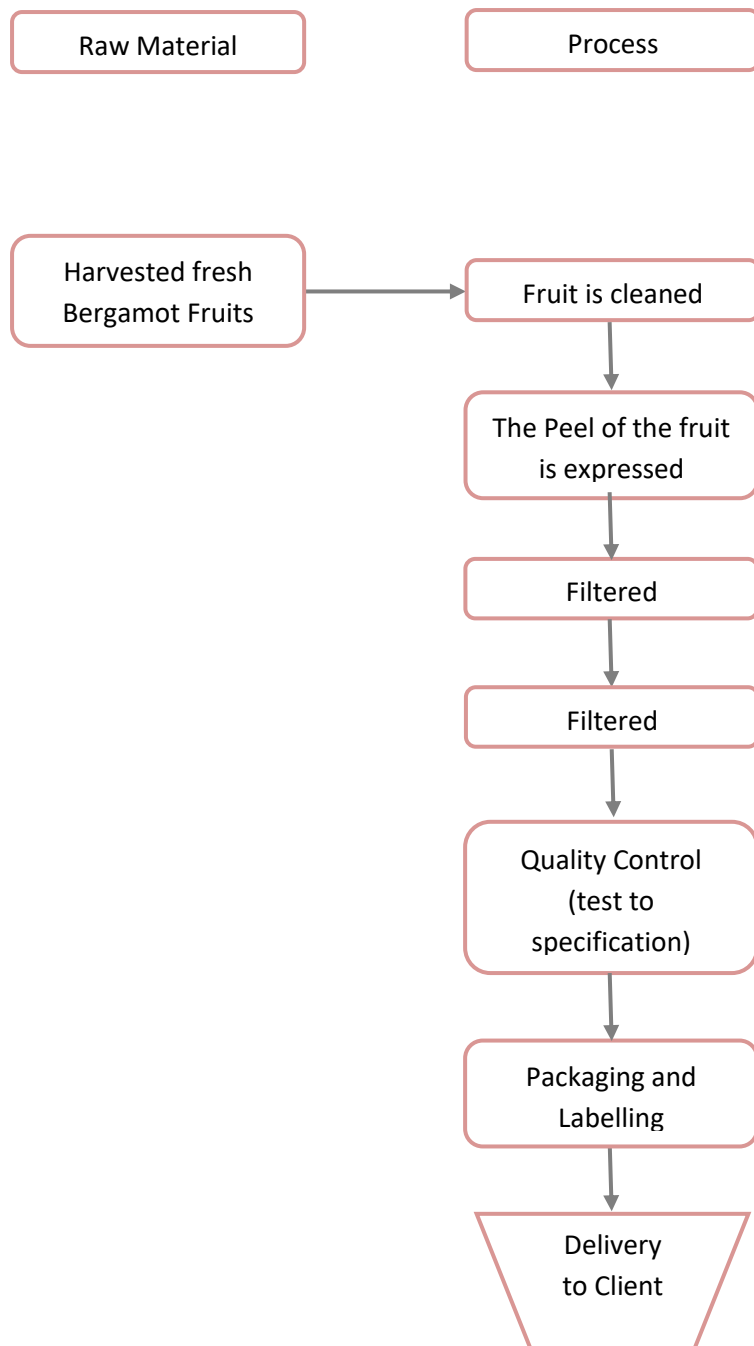 Raw Material
Process
Harvested fresh
Bergamot Fruits
Fruit is cleaned
The Peel of the fruit
is expressed
Filtered
Filtered
Quality Control
(test to
specification)
Packaging and
Labelling
Delivery
to Client